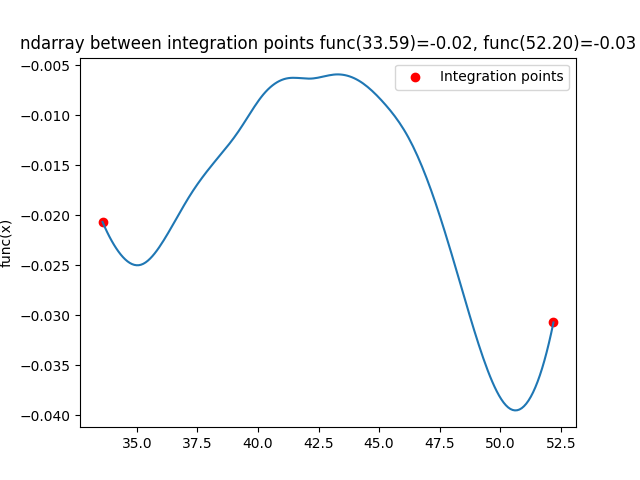 ndarray between integration points func(33.59)=-0.02, func(52.20)=-0.03
Integration points
func(x)
−0.005
−0.010
−0.015
−0.020
−0.025
−0.030
−0.035
−0.040
35.0 37.5 40.0 42.5 45.0 47.5 50.0 52.5